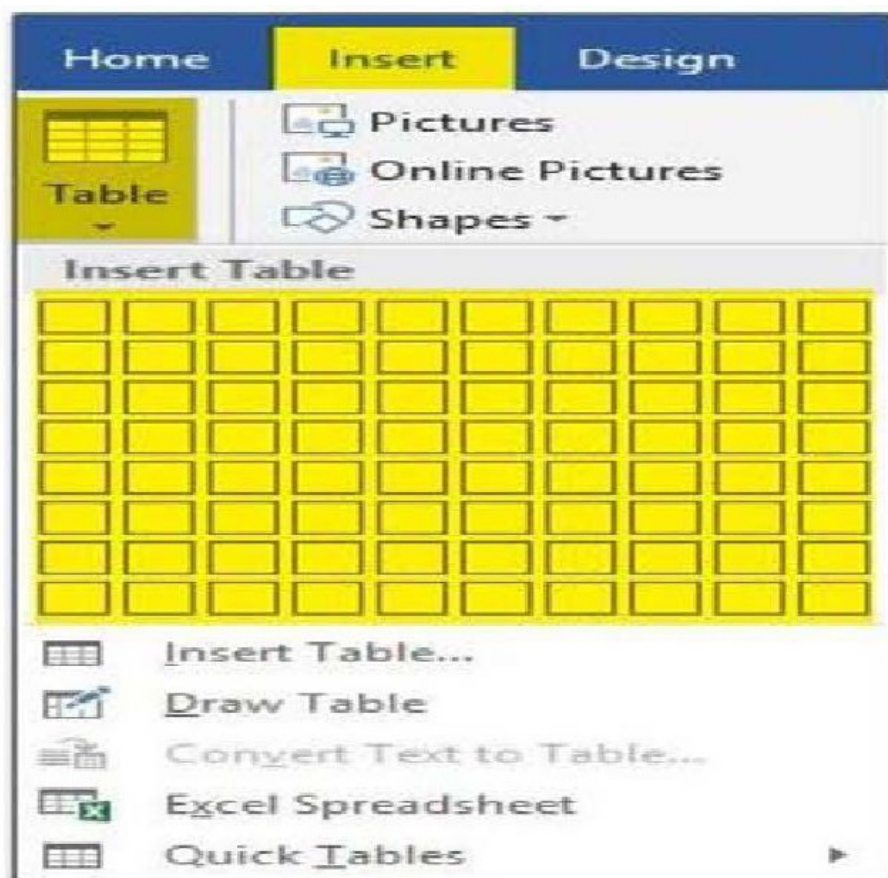 Home Insert Design
Table
Pictures
Online Pictures
Shapes
Insert Table
Insert Table...
Draw Table
Convert Text to Table...
Excel Spreadsheet
Quick Tables